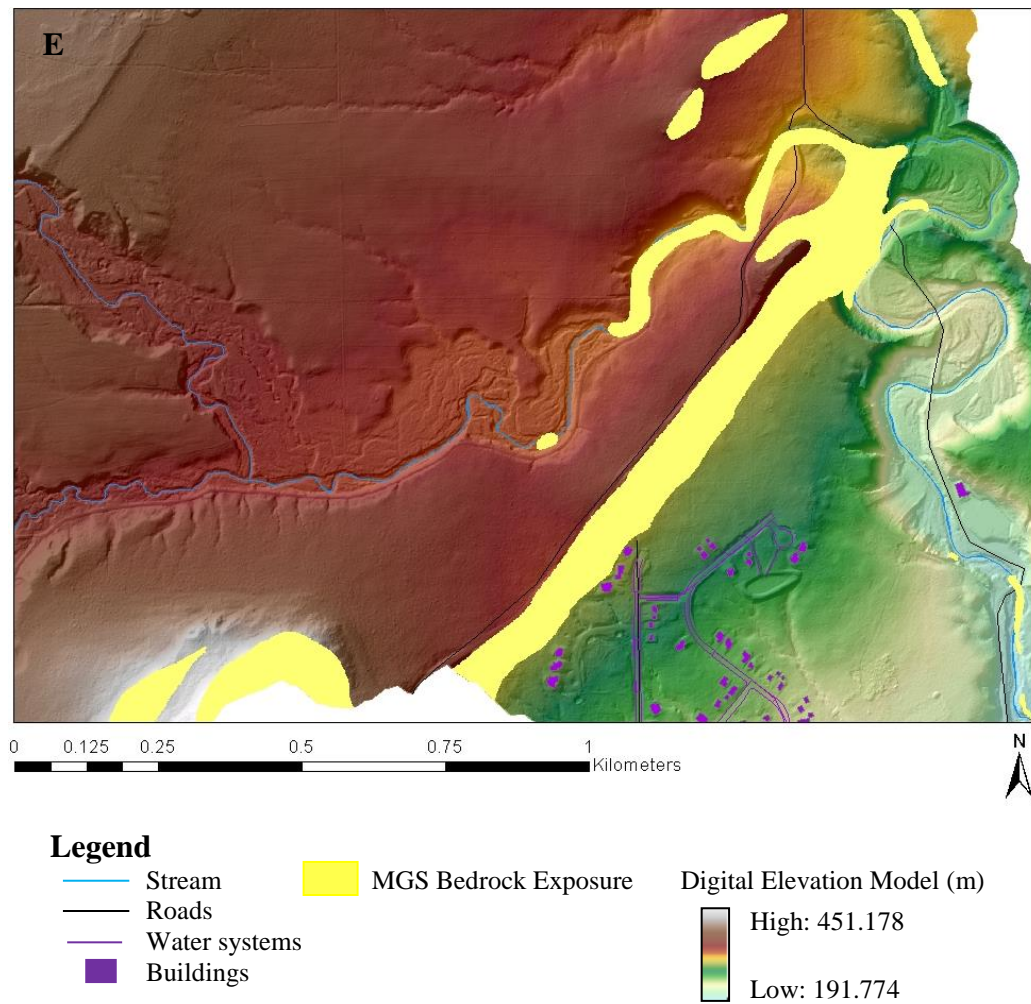 E
0 0.125 0.25 0.5 0.75 1
Kilometers
N
Legend
Stream
Roads
Water systems
Buildings
MGS Bedrock Exposure
Digital Elevation Model (m)
High: 451.178
Low: 191.774